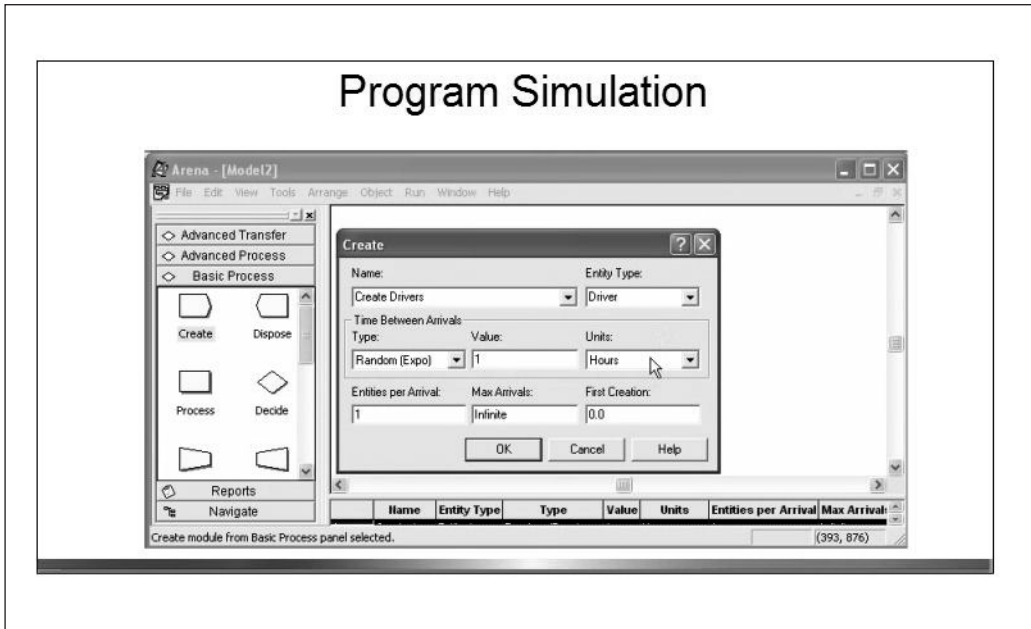 Program Simulation
Arena - [Model2]
File Edit View Tools Arrange Object Run Window Help
Advanced Transfer
Advanced Process
Basic Process
Create Dispose
Process Decide
Reports
Navigate
Create
Name: Entity Type:
Create Drivers Driver
Time Between Arrivals
Type: Value: Units:
Random (Expo) 1 Hours
Entities per Arrival: Max Arrivals: First Creation:
1 Infinite 0.0
OK Cancel Help
Name Entity Type Type Value Units Entities per Arrival Max Arrivals
Create module from Basic Process panel selected. (393, 876)